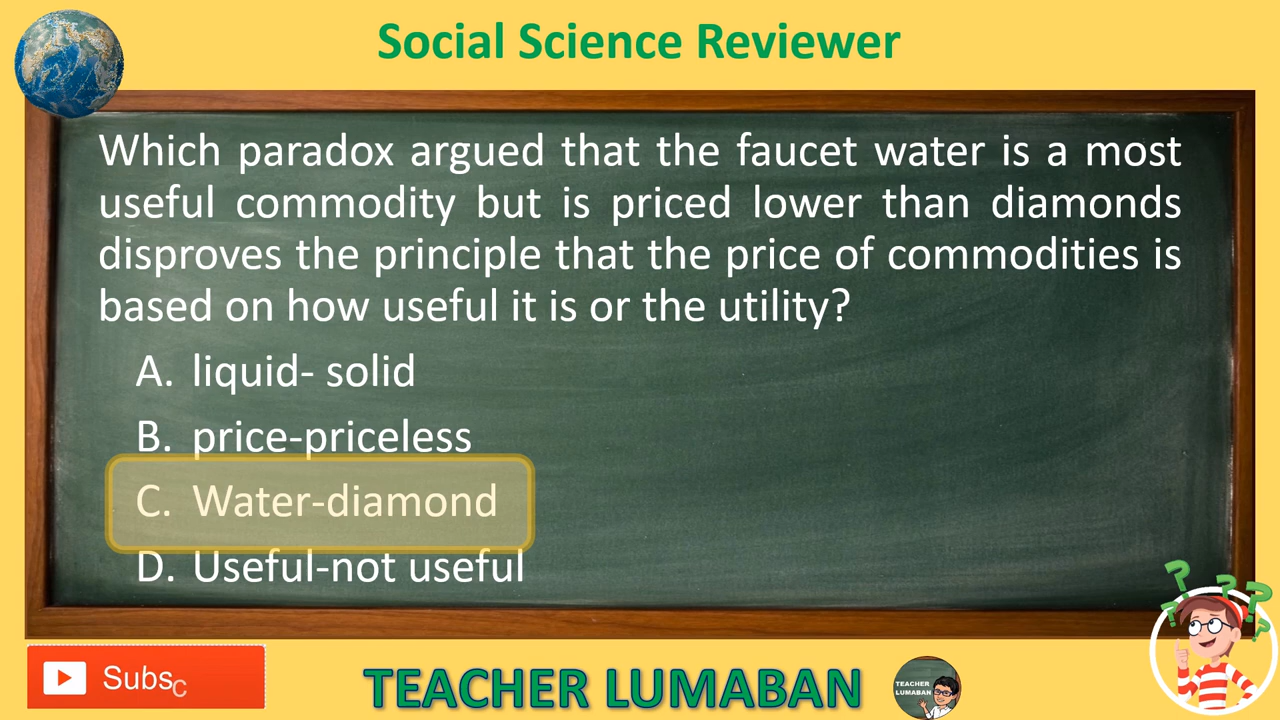 Social Science Reviewer
Which paradox argued that the faucet water is a most
useful commodity but is priced lower than diamonds
disproves the principle that the price of commodities is
based on how useful it is or the utility?
A. liquid- solid
B. price-priceless
C. Water-diamond
D. Useful-not useful
Subsc
TEACHER LUMABAN
TEACHER
LUMABAN